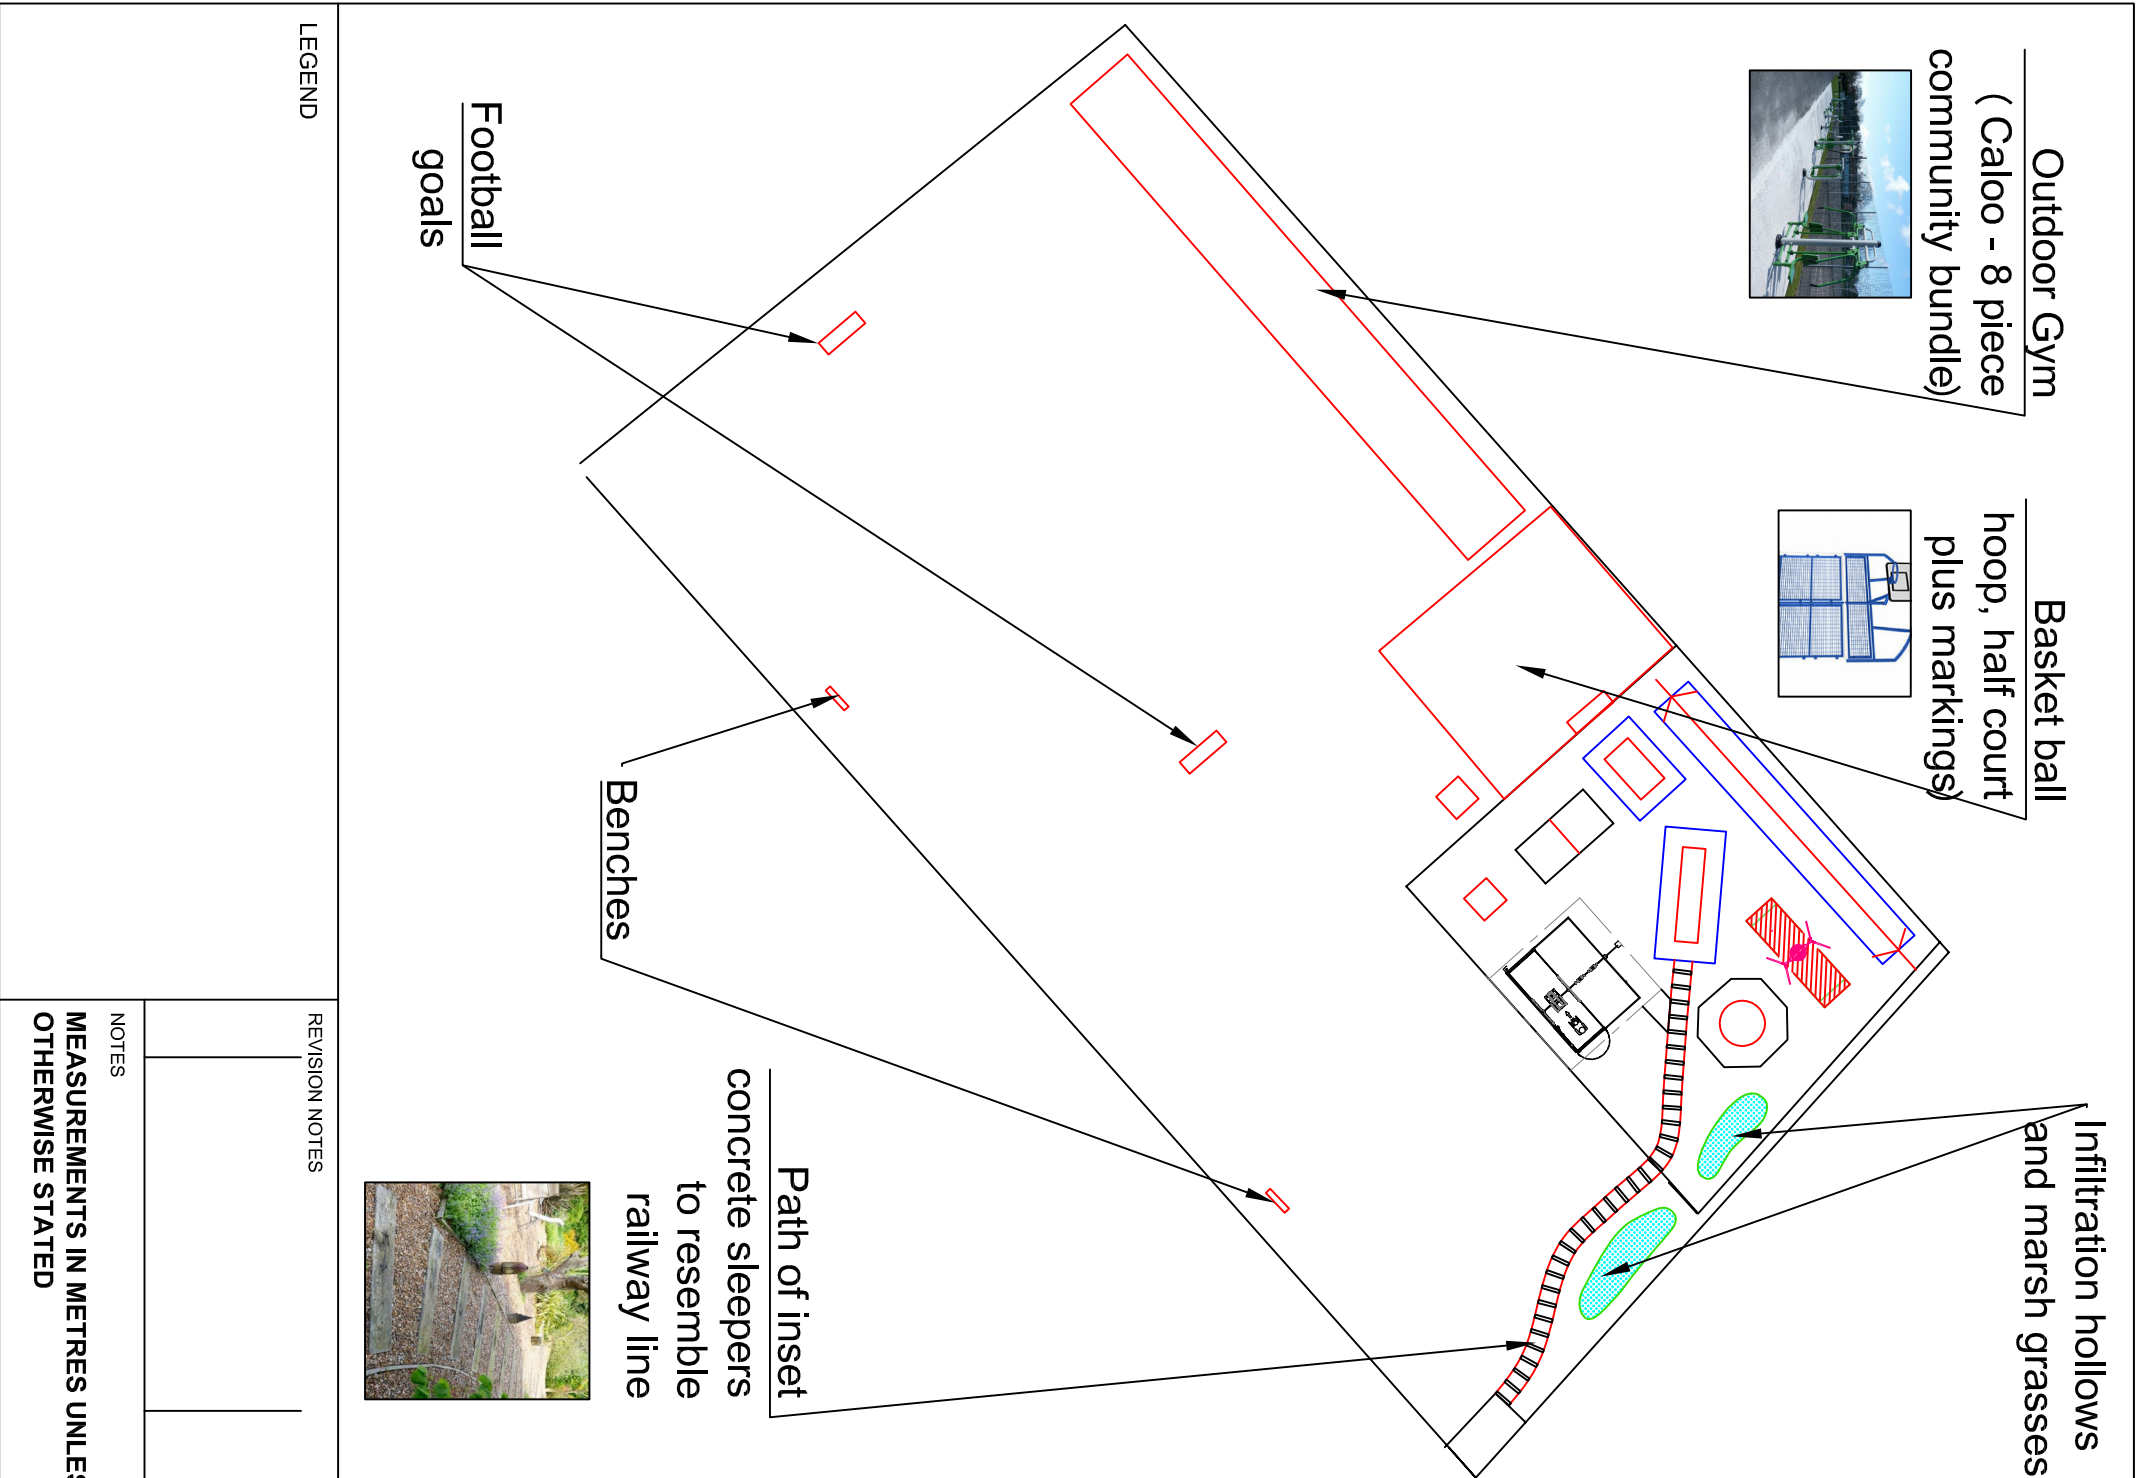 Outdoor Gym
( Caloo - 8 piece
community bundle)
Basket ball
hoop, half court
plus markings)
Infiltration hollows
and marsh grasses
Football
goals
Benches
Path of inset
concrete sleepers
to resemble
railway line
LEGEND
REVISION NOTES
NOTES
MEASUREMENTS IN METRES UNLES
OTHERWISE STATED